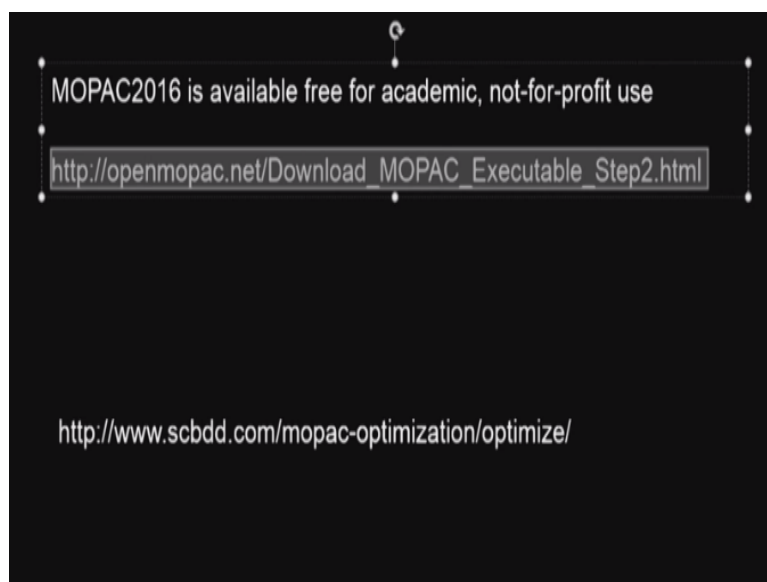 MOPAC2016 is available free for academic, not-for-profit use
http://openmopac.net/Download_MOPAC_Executable_Step2.html
http://www.scbdd.com/mopac-optimization/optimize/